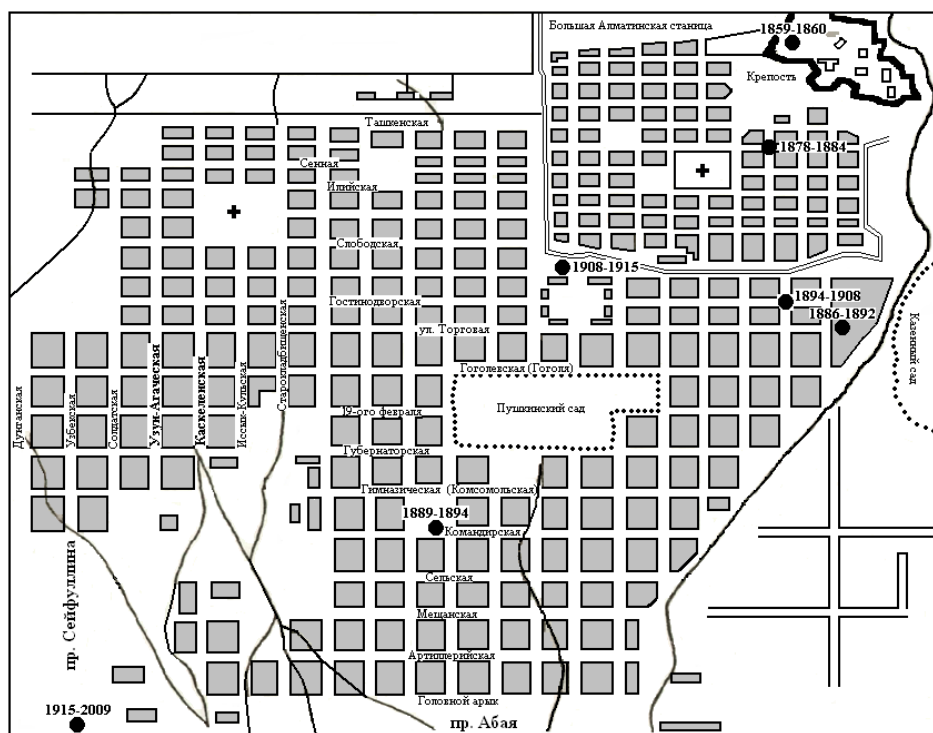 Большая Алматинская станица
1859-1860
Крепость
Ташкенская
1878-1884
Сенная
Илийская
Слободская
1908-1915
Гостинодворская
1894-1908
1886-1892
ул. Торговая
Казенный сад
Гоголевская (Гоголя)
Дунганская
Узбекская
Солдатская
Узун-Агаческая
Каскеленская
Иссык-Кульская
Старокладбищенская
Пушкинский сад
19-ого февраля
Губернаторская
Гимназическая (Комсомольская)
1889-1894
Командирская
Сельская
пр. Сейфуллина
Мещанская
Артиллерийская
Головной арык
1915-2009
пр. Абая